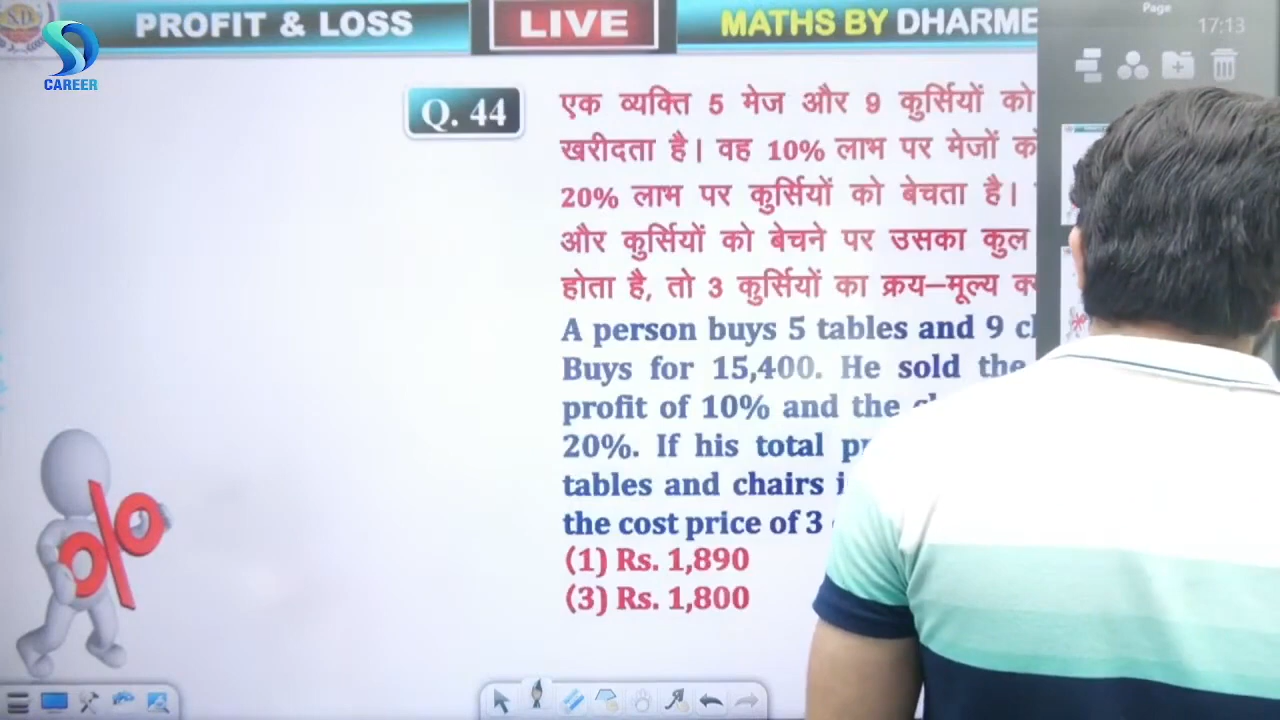 S.D.
CAREER
PROFIT & LOSS
LIVE
MATHS BY DHARME
Page
17:13
Q. 44
एक व्यक्ति 5 मेज और 9 कुर्सियों को
खरीदता है। वह 10% लाभ पर मेजों को
20% लाभ पर कुर्सियों को बेचता है।
और कुर्सियों को बेचने पर उसका कुल
होता है, तो 3 कुर्सियों का क्रय–मूल्य
A person buys 5 tables and 9
Buys for 15,400. He sold the
profit of 10% and the
20%. If his total
tables and chairs
the cost price of 3
(1) Rs. 1,890
(3) Rs. 1,800
%